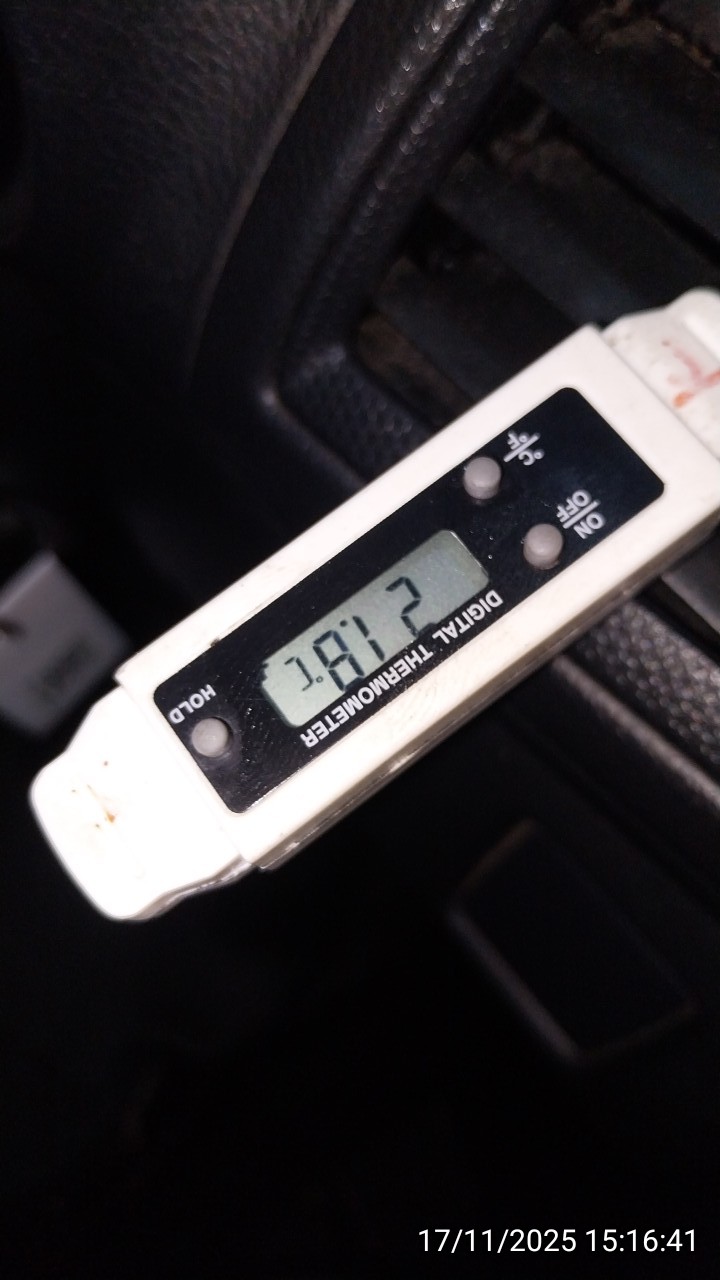 DIGITAL THERMOMETER
ON
OFF
°C
°F
21.8 °C
HOLD
17/11/2025 15:16:41